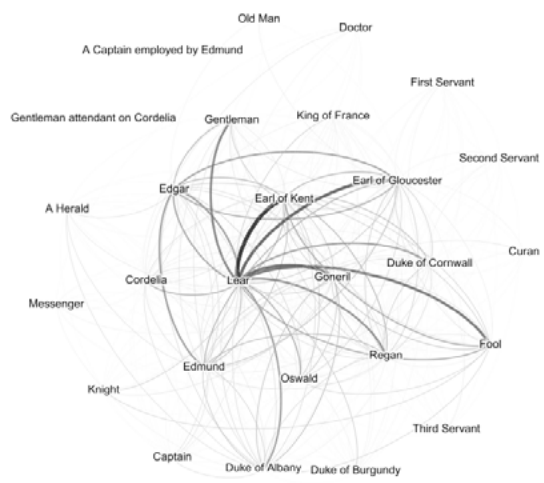 Old Man
Doctor
A Captain employed by Edmund
First Servant
Gentleman attendant on Cordelia
Gentleman
King of France
Second Servant
Edgar
Earl of Gloucester
Earl of Kent
A Herald
Curan
Duke of Cornwall
Cordelia
Lear
Goneril
Messenger
Fool
Regan
Edmund
Oswald
Knight
Third Servant
Captain
Duke of Albany
Duke of Burgundy